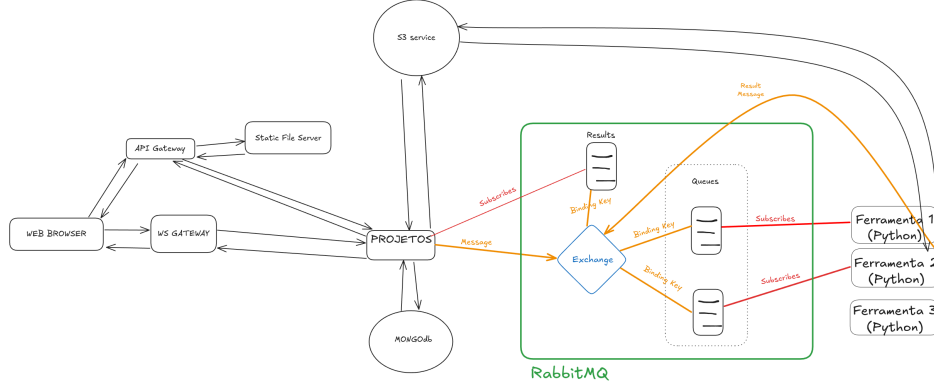 S3 service
Result
Message
Static File Server
Results
API Gateway
Queues
Subscribes
Binding Key
WEB BROWSER
WS GATEWAY
PROJETOS
Message
Exchange
Binding Key
Binding Key
Subscribes
Subscribes
Ferramenta 1
(Python)
Ferramenta 2
(Python)
Ferramenta 3
(Python)
MONGOdb
RabbitMQ